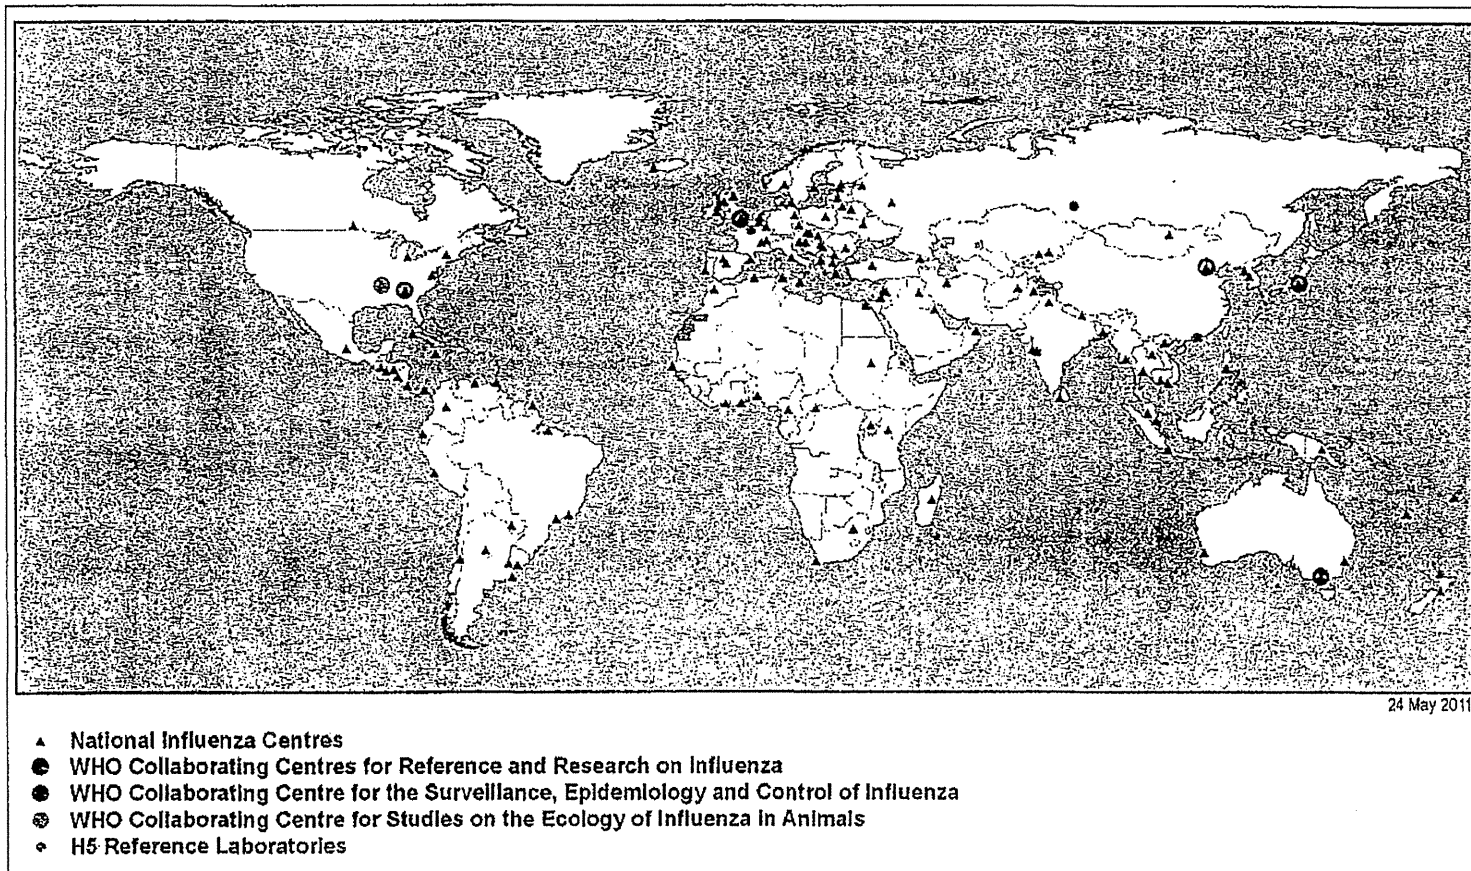 24 May 2011
National Influenza Centres
WHO Collaborating Centres for Reference and Research on Influenza
WHO Collaborating Centre for the Surveillance, Epidemiology and Control of Influenza
WHO Collaborating Centre for Studies on the Ecology of Influenza in Animals
H5 Reference Laboratories